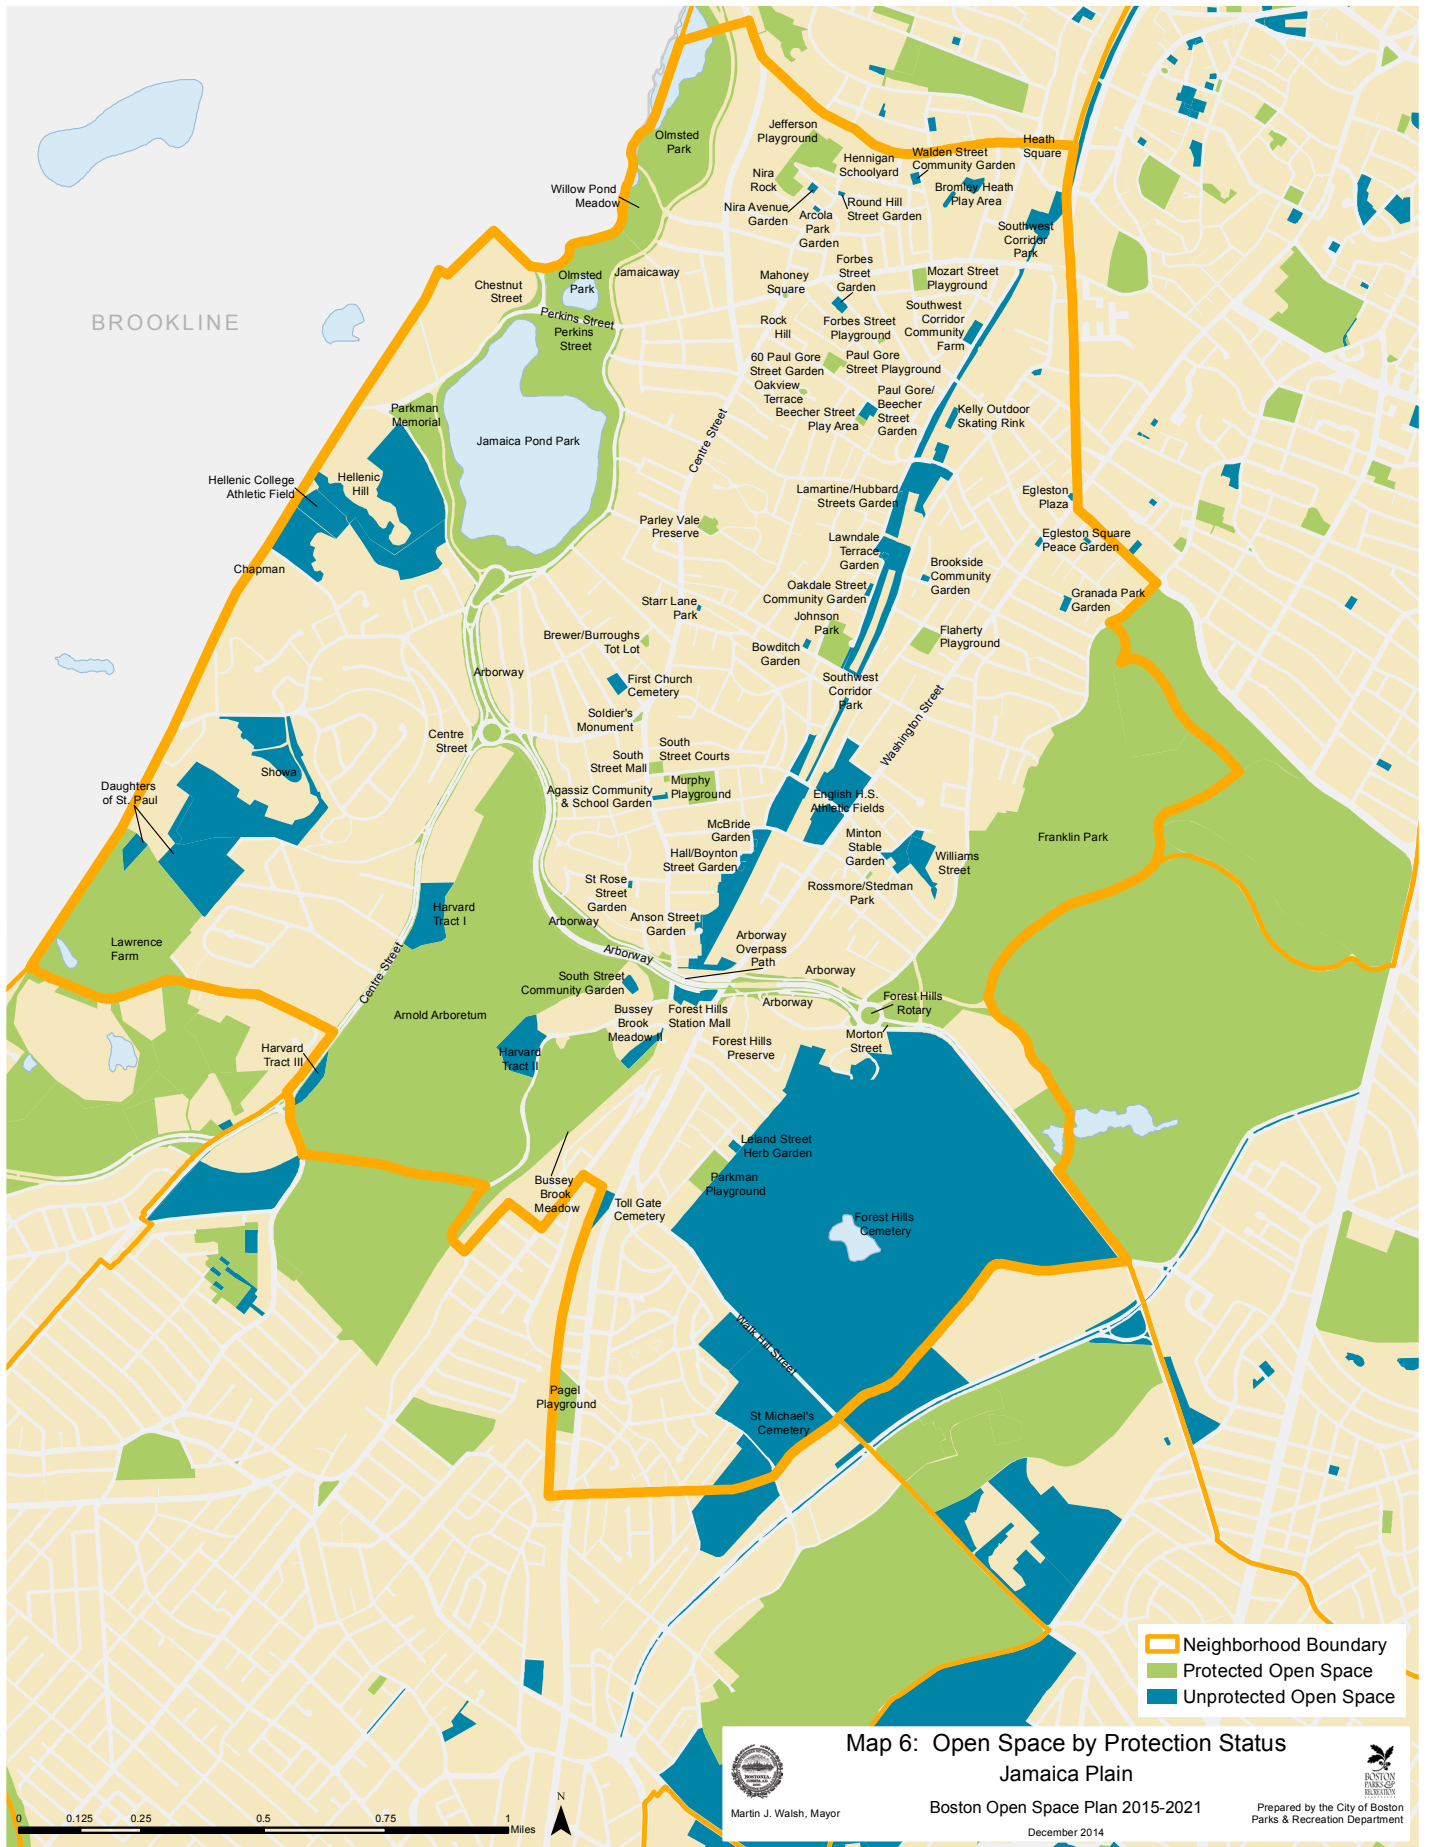 Olmsted
Park
Jefferson
Playground
Heath
Square
Hennigan
Schoolyard
Walden Street
Community Garden
Nira
Rock
Bromley Heath
Play Area
Willow Pond
Meadow
Nira Avenue
Garden
Arcola
Park
Garden
Round Hill
Street Garden
Southwest
Corridor
Park
Chestnut
Street
Olmsted
Park
Jamaicaway
Mahoney
Square
Forbes
Street
Garden
Mozart Street
Playground
BROOKLINE
Perkins Street
Perkins
Street
Rock
Hill
Forbes Street
Playground
Southwest
Corridor
Community
Farm
60 Paul Gore
Street Garden
Paul Gore
Street Playground
Oakview
Terrace
Beecher Street
Play Area
Paul Gore/
Beecher
Street
Garden
Kelly Outdoor
Skating Rink
Parkman
Memorial
Jamaica Pond Park
Centre Street
Hellenic College
Athletic Field
Hellenic
Hill
Lamartine/Hubbard
Streets Garden
Egleston
Plaza
Parley Vale
Preserve
Egleston Square
Peace Garden
Chapman
Lawndale
Terrace
Garden
Brookside
Community
Garden
Oakdale Street
Community Garden
Granada Park
Garden
Starr Lane
Park
Johnson
Park
Brewer/Burroughs
Tot Lot
Bowditch
Garden
Flaherty
Playground
Arborway
First Church
Cemetery
Southwest
Corridor
Park
Soldier's
Monument
Washington Street
Centre
Street
South
Street Mall
South
Street Courts
Showa
Daughters
of St. Paul
Agassiz Community
& School Garden
Murphy
Playground
English H.S.
Athletic Fields
McBride
Garden
Minton
Stable
Garden
Franklin Park
Hall/Boynton
Street Garden
Williams
Street
St Rose
Street
Garden
Rossmore/Stedman
Park
Harvard
Tract I
Arborway
Anson Street
Garden
Lawrence
Farm
Centre Street
Arborway
Arborway
Overpass
Path
Arborway
South Street
Community Garden
Arborway
Forest Hills
Rotary
Arnold Arboretum
Bussey
Brook
Meadow II
Forest Hills
Station Mall
Harvard
Tract III
Harvard
Tract II
Forest Hills
Preserve
Morton
Street
Leland Street
Herb Garden
Bussey
Brook
Meadow
Parkman
Playground
Toll Gate
Cemetery
Forest Hills
Cemetery
Walk Hill Street
Pagel
Playground
St Michael's
Cemetery
Neighborhood Boundary
Protected Open Space
Unprotected Open Space
Map 6:  Open Space by Protection Status
Jamaica Plain
Boston Open Space Plan 2015-2021
December 2014
Martin J. Walsh, Mayor
BOSTON
PARKS &
RECREATION
Prepared by the City of Boston
Parks & Recreation Department
0 0.125 0.25 0.5 0.75 1
Miles
N